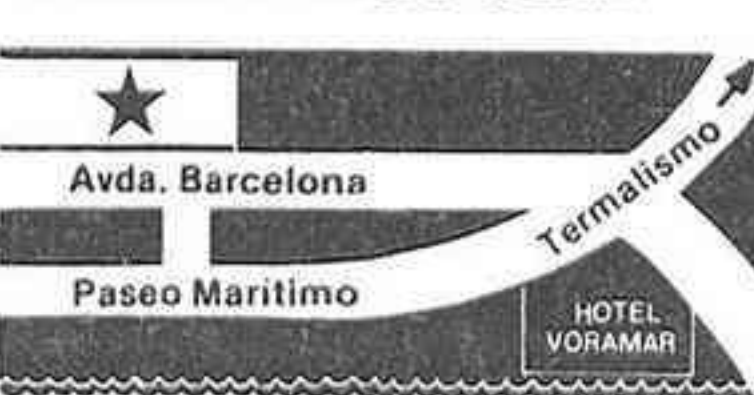 Avda. Barcelona
Termalismo
Paseo Maritimo
HOTEL
VORAMAR